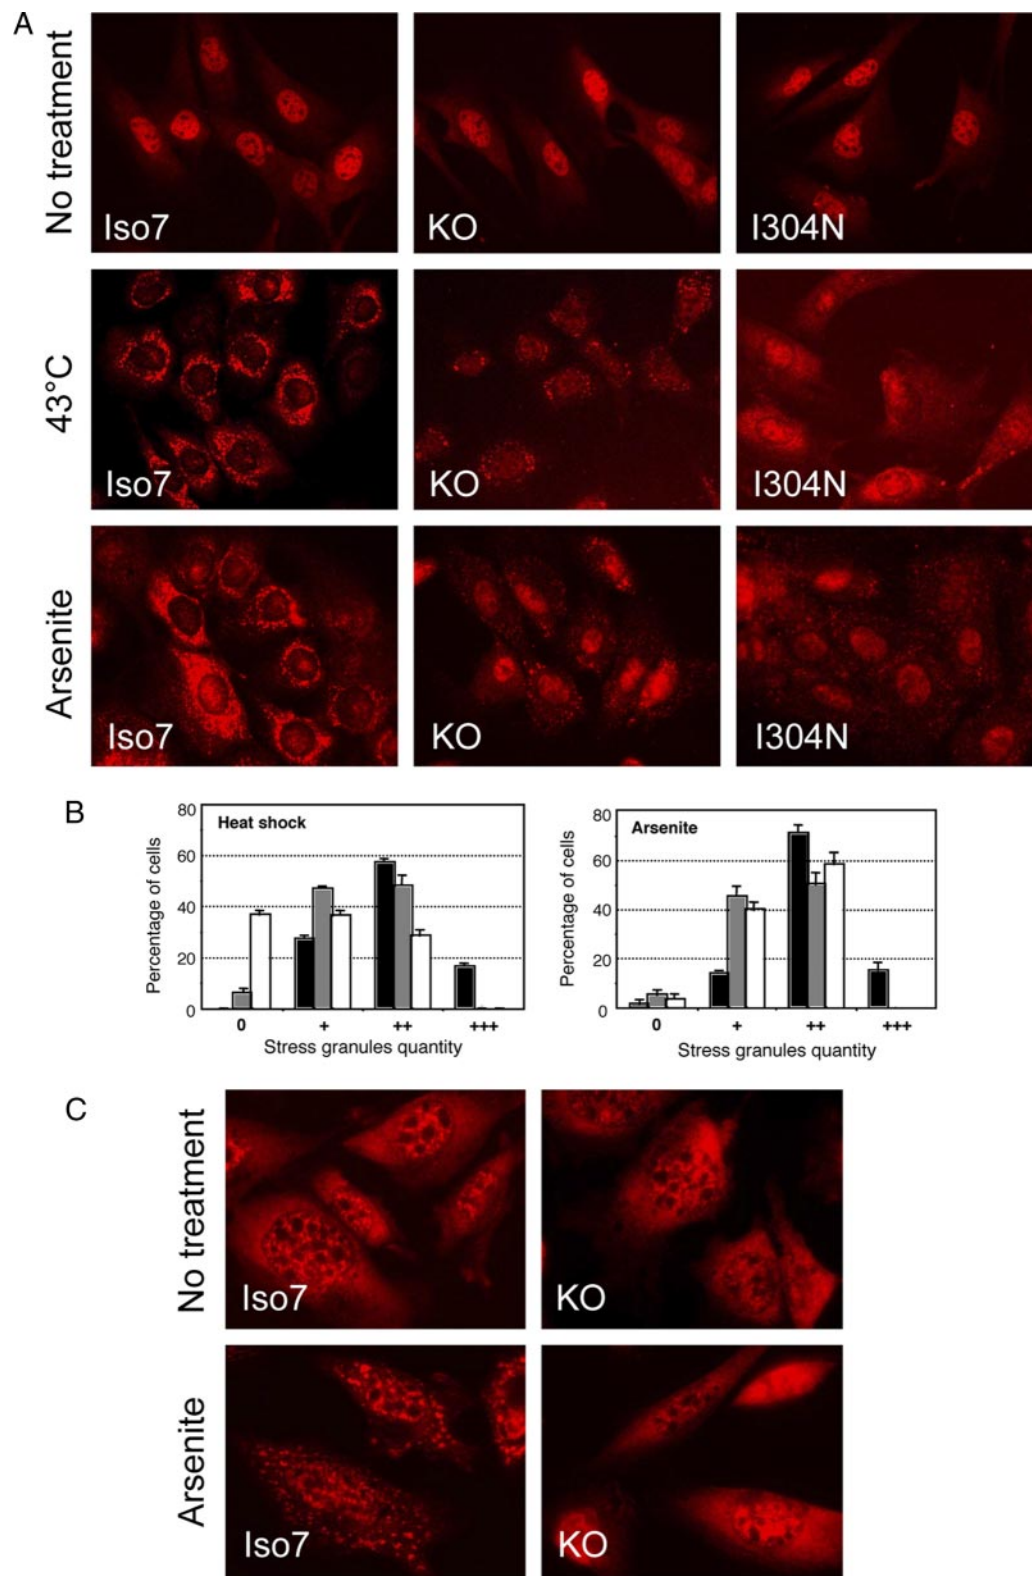 A
No treatment
Iso7
KO
I304N
43°C
Iso7
KO
I304N
Arsenite
Iso7
KO
I304N
B
Heat shock
Percentage of cells
80
60
40
20
0
0 + ++ +++
Stress granules quantity
Arsenite
Percentage of cells
80
60
40
20
0
0 + ++ +++
Stress granules quantity
C
No treatment
Iso7
KO
Arsenite
Iso7
KO